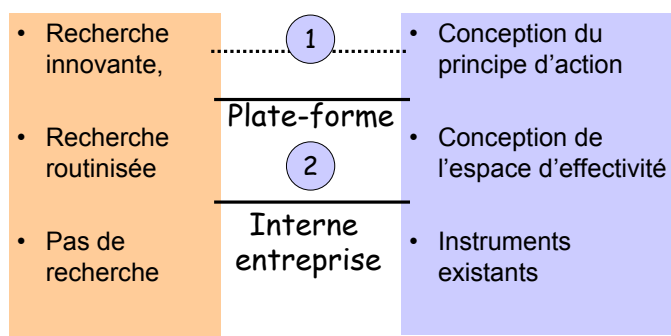 • Recherche
innovante,
• Recherche
routinisée
• Pas de
recherche
1
Plate-forme
2
Interne
entreprise
• Conception du
principe d'action
• Conception de
l'espace d'effectivité
• Instruments
existants